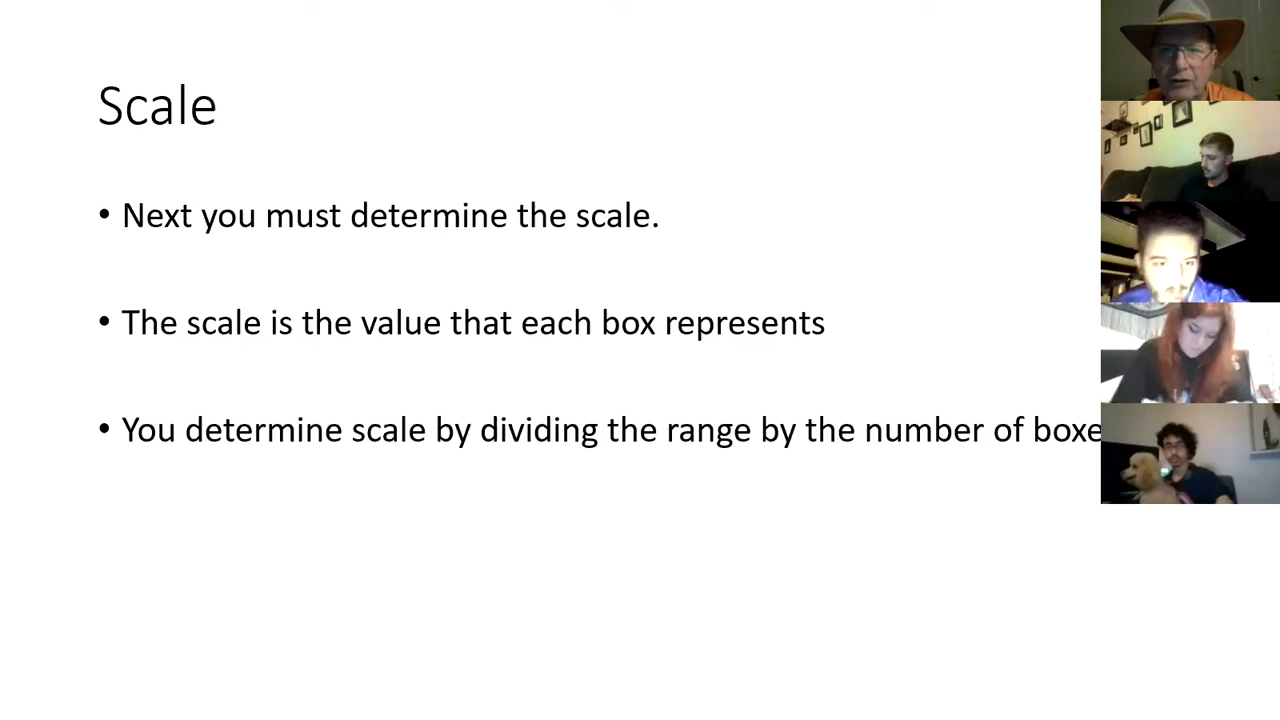 Scale
• Next you must determine the scale.
• The scale is the value that each box represents
• You determine scale by dividing the range by the number of boxe